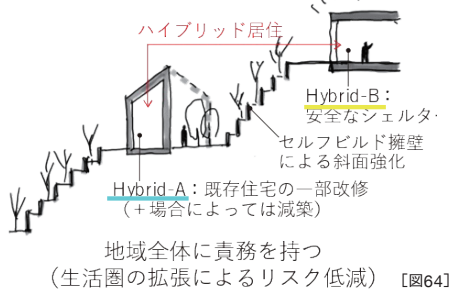 ハイブリッド居住
Hybrid-B：
安全なシェルタ・
セルフビルド擁壁
による斜面強化
Hybrid-A：既存住宅の一部改修
（＋場合によっては減築）
地域全体に責務を持つ
（生活圏の拡張によるリスク低減）［図64］